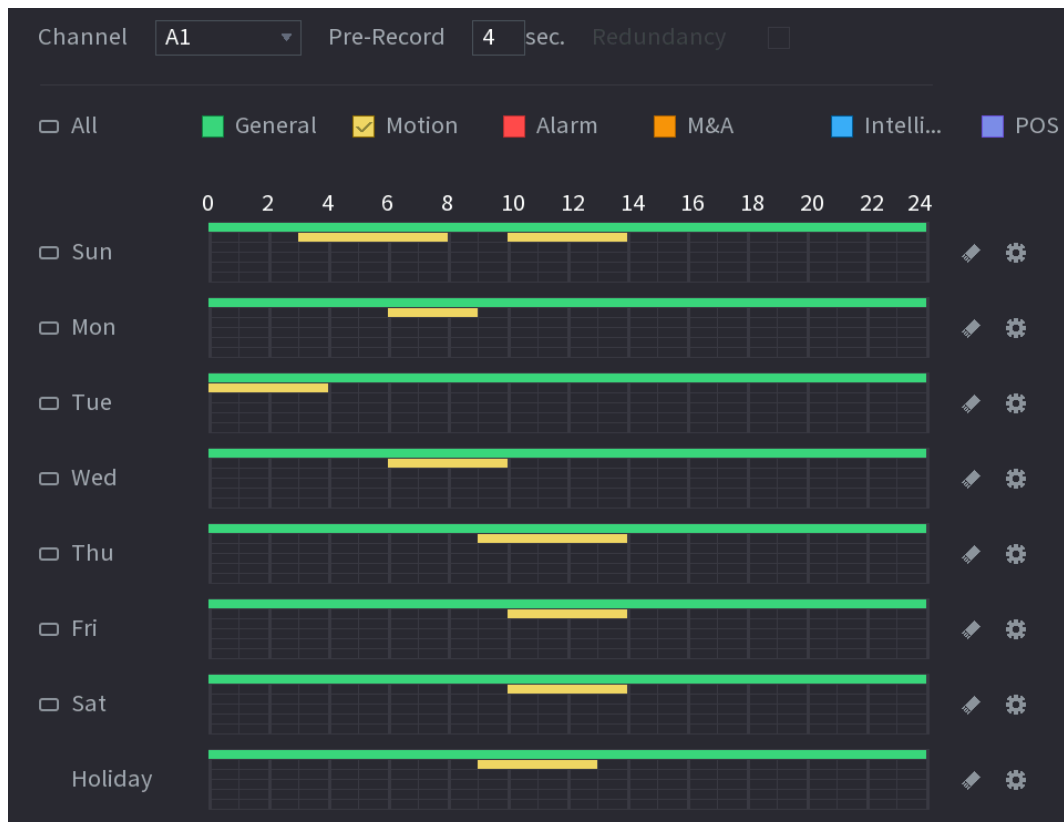 Channel A1 Pre-Record 4 sec. Redundancy
All General Motion Alarm M&A Intelli... POS
0 2 4 6 8 10 12 14 16 18 20 22 24
Sun
Mon
Tue
Wed
Thu
Fri
Sat
Holiday